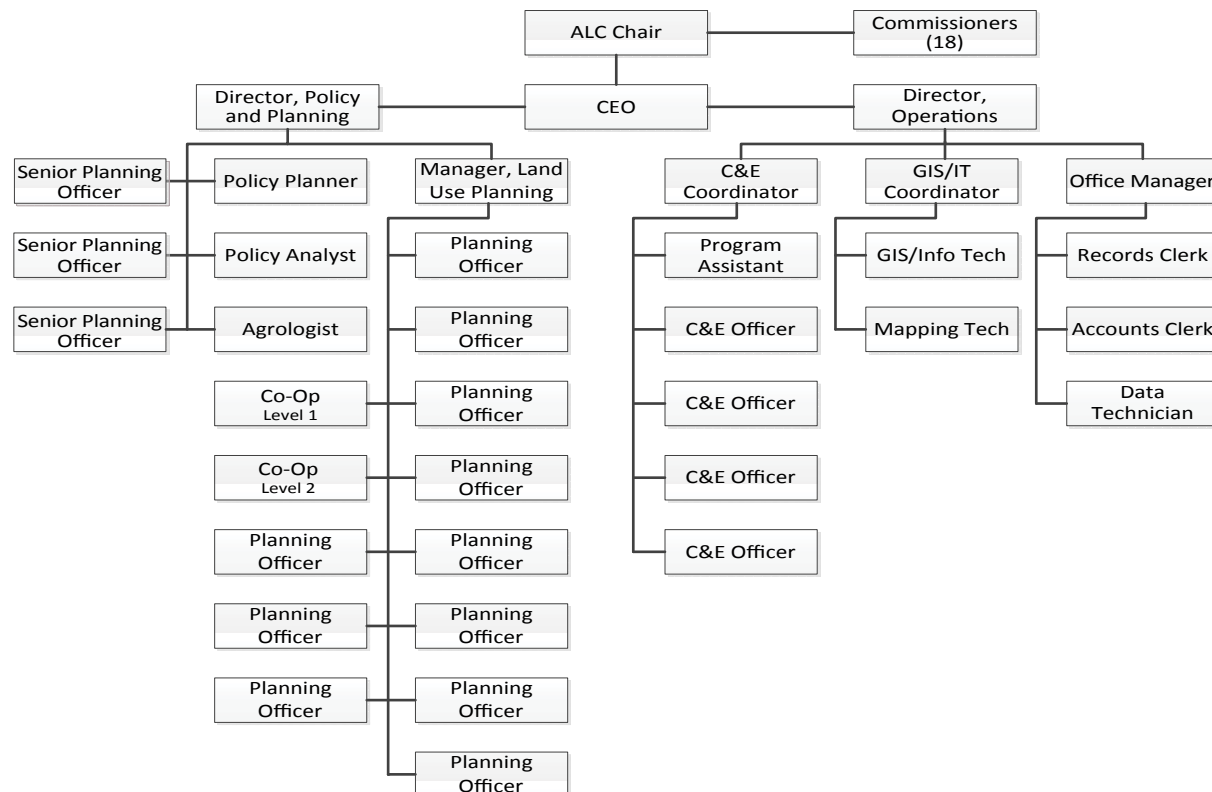 ALC Chair
Commissioners
(18)
Director, Policy
and Planning
CEO
Director,
Operations
Senior Planning
Officer
Policy Planner
Manager, Land
Use Planning
C&E
Coordinator
GIS/IT
Coordinator
Office Manager
Senior Planning
Officer
Policy Analyst
Planning
Officer
Program
Assistant
GIS/Info Tech
Records Clerk
Senior Planning
Officer
Agrologist
Planning
Officer
C&E Officer
Mapping Tech
Accounts Clerk
Co-Op
Level 1
Planning
Officer
C&E Officer
Data
Technician
Co-Op
Level 2
Planning
Officer
C&E Officer
Planning
Officer
Planning
Officer
C&E Officer
Planning
Officer
Planning
Officer
Planning
Officer
Planning
Officer
Planning
Officer